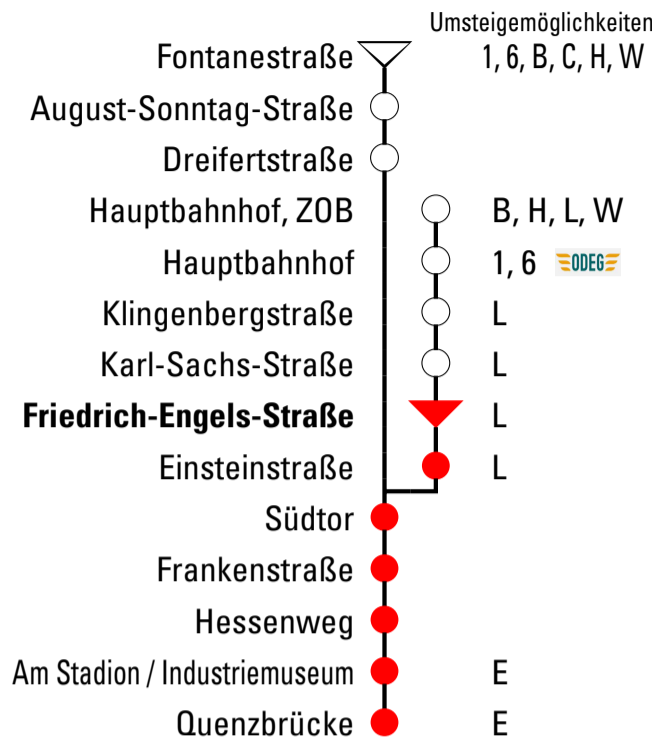 Umsteigemöglichkeiten
Fontanestraße 1, 6, B, C, H, W
August-Sonntag-Straße
Dreifertstraße
Hauptbahnhof, ZOB B, H, L, W
Hauptbahnhof 1, 6 ODEG
Klingenbergstraße L
Karl-Sachs-Straße L
Friedrich-Engels-Straße L
Einsteinstraße L
Südtor
Frankenstraße
Hessenweg
Am Stadion / Industriemuseum E
Quenzbrücke E